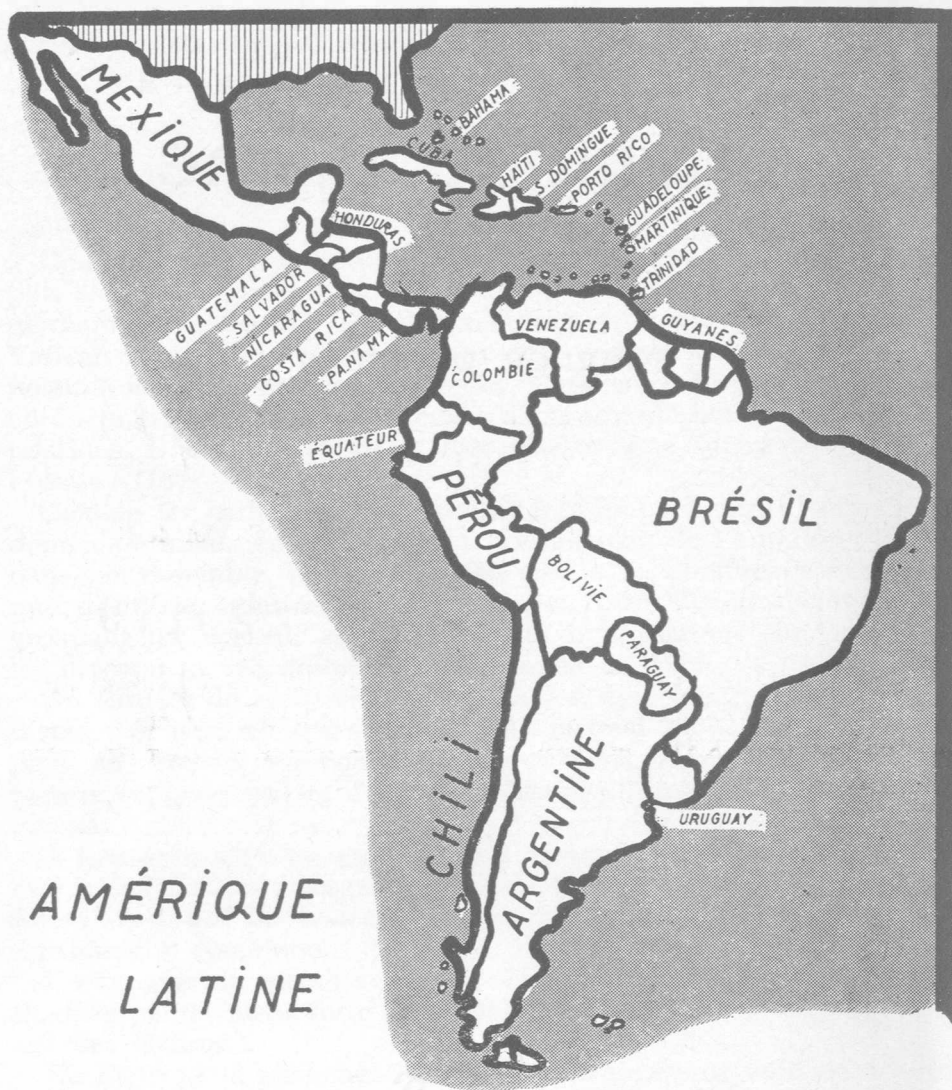 MEXIQUE
BAHAMA
CUBA
HAÏTI
S. DOMINGUE
PORTO RICO
GUADELOUPE
MARTINIQUE
TRINIDAD
HONDURAS
GUATEMALA
SALVADOR
NICARAGUA
COSTA RICA
PANAMA
VENEZUELA
GUYANES
COLOMBIE
ÉQUATEUR
PÉROU
BRÉSIL
BOLIVIE
PARAGUAY
CHILI
ARGENTINE
URUGUAY
AMÉRIQUE
LATINE